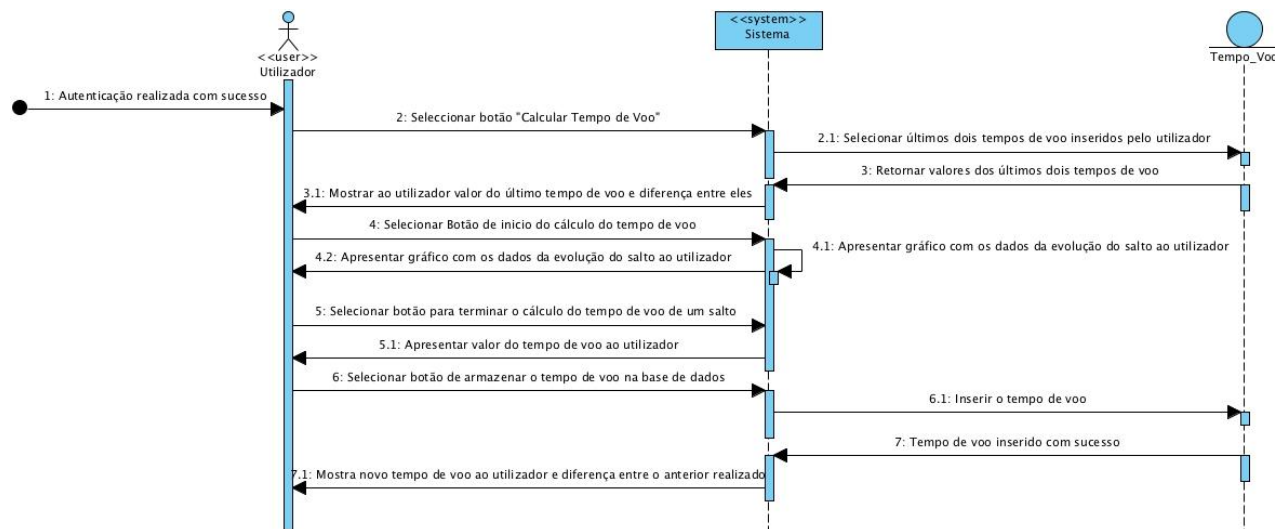 <<system>>
Sistema
<<user>>
Utilizador
Tempo_Voo
1: Autenticação realizada com sucesso
2: Seleccionar botão "Calcular Tempo de Voo"
2.1: Selecionar últimos dois tempos de voo inseridos pelo utilizador
3: Retornar valores dos últimos dois tempos de voo
3.1: Mostrar ao utilizador valor do último tempo de voo e diferença entre eles
4: Selecionar Botão de inicio do cálculo do tempo de voo
4.1: Apresentar gráfico com os dados da evolução do salto ao utilizador
4.2: Apresentar gráfico com os dados da evolução do salto ao utilizador
5: Selecionar botão para terminar o cálculo do tempo de voo de um salto
5.1: Apresentar valor do tempo de voo ao utilizador
6: Selecionar botão de armazenar o tempo de voo na base de dados
6.1: Inserir o tempo de voo
7: Tempo de voo inserido com sucesso
7.1: Mostra novo tempo de voo ao utilizador e diferença entre o anterior realizado